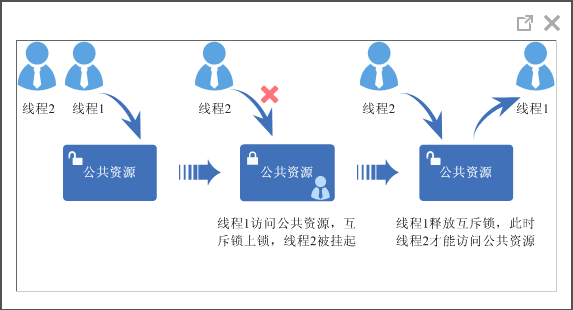 线程2
线程1
线程2
线程2
线程1
公共资源
公共资源
公共资源
线程1访问公共资源，互
斥锁上锁，线程2被挂起
线程1释放互斥锁，此时
线程2才能访问公共资源